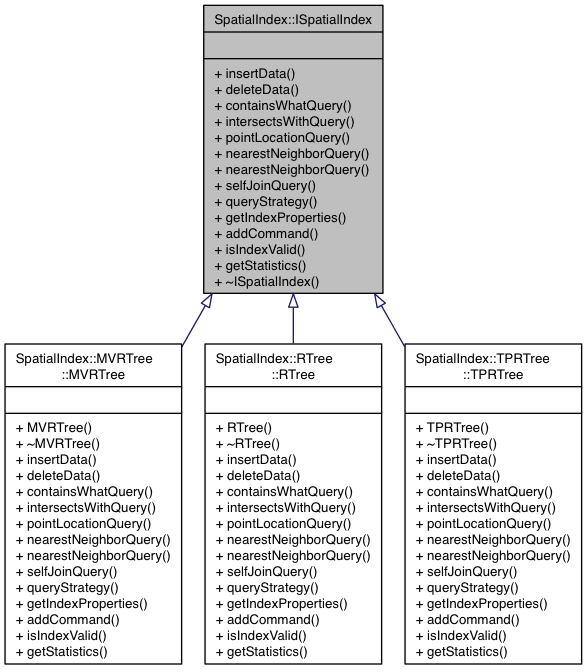 SpatialIndex::ISpatialIndex
+ insertData()
+ deleteData()
+ containsWhatQuery()
+ intersectsWithQuery()
+ pointLocationQuery()
+ nearestNeighborQuery()
+ nearestNeighborQuery()
+ selfJoinQuery()
+ queryStrategy()
+ getIndexProperties()
+ addCommand()
+ isIndexValid()
+ getStatistics()
+ ~ISpatialIndex()
SpatialIndex::MVRTree
::MVRTree
+ MVRTree()
+ ~MVRTree()
+ insertData()
+ deleteData()
+ containsWhatQuery()
+ intersectsWithQuery()
+ pointLocationQuery()
+ nearestNeighborQuery()
+ nearestNeighborQuery()
+ selfJoinQuery()
+ queryStrategy()
+ getIndexProperties()
+ addCommand()
+ isIndexValid()
+ getStatistics()
SpatialIndex::RTree
::RTree
+ RTree()
+ ~RTree()
+ insertData()
+ deleteData()
+ containsWhatQuery()
+ intersectsWithQuery()
+ pointLocationQuery()
+ nearestNeighborQuery()
+ nearestNeighborQuery()
+ selfJoinQuery()
+ queryStrategy()
+ getIndexProperties()
+ addCommand()
+ isIndexValid()
+ getStatistics()
SpatialIndex::TPRTree
::TPRTree
+ TPRTree()
+ ~TPRTree()
+ insertData()
+ deleteData()
+ containsWhatQuery()
+ intersectsWithQuery()
+ pointLocationQuery()
+ nearestNeighborQuery()
+ nearestNeighborQuery()
+ selfJoinQuery()
+ queryStrategy()
+ getIndexProperties()
+ addCommand()
+ isIndexValid()
+ getStatistics()